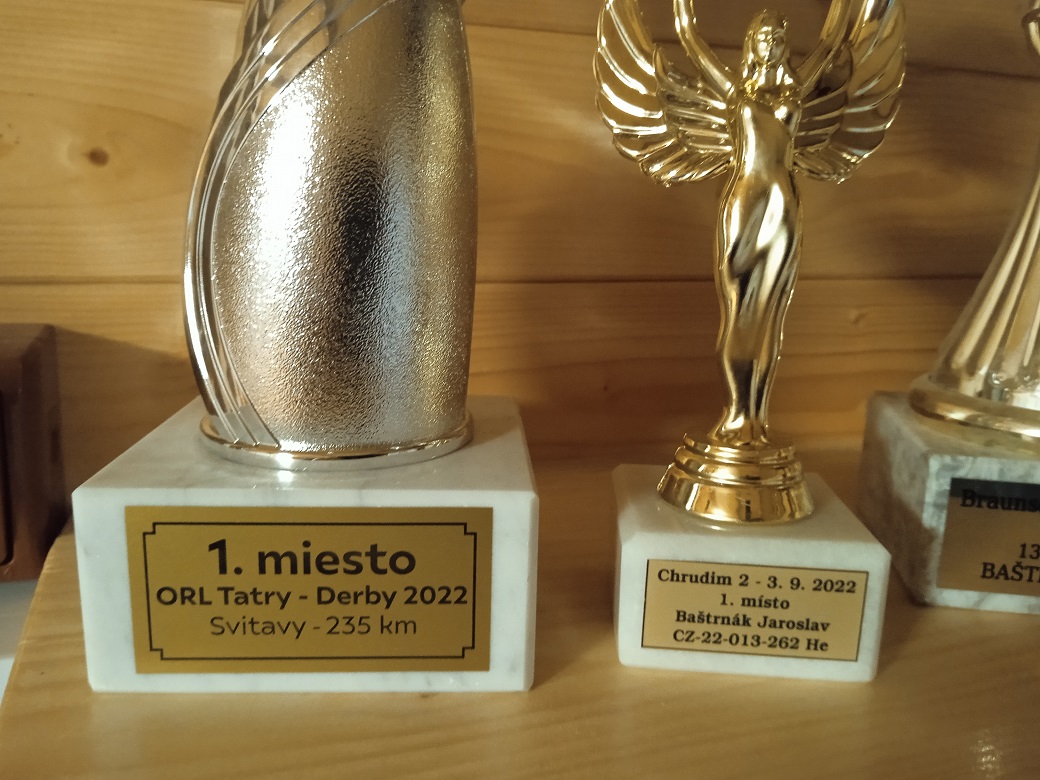 1. miesto
ORL Tatry - Derby 2022
Svitavy - 235 km
Chrudim 2 - 3. 9. 2022
1. místo
Baštrnák Jaroslav
CZ-22-013-262 He
13